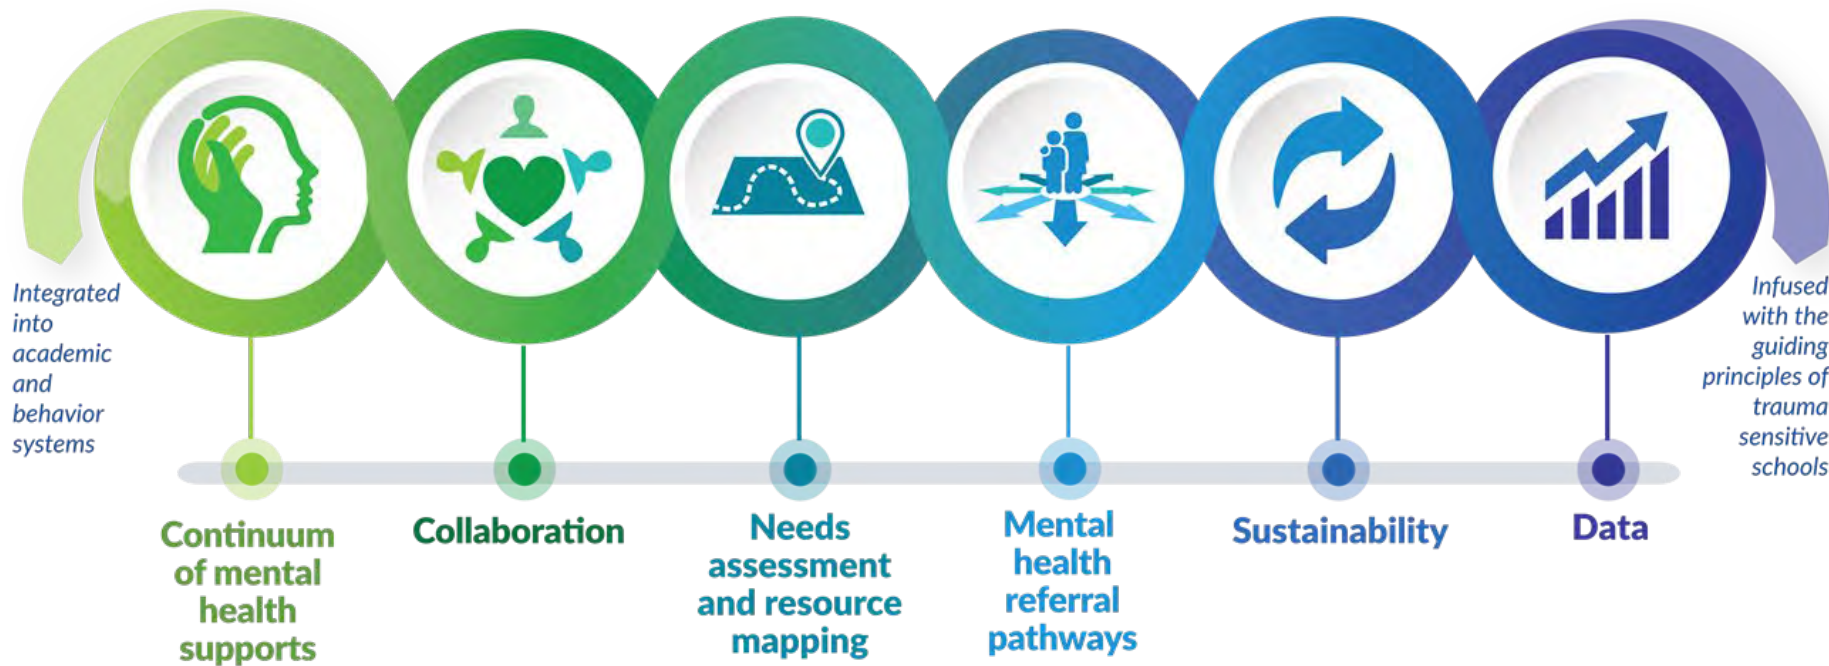 Integrated
into
academic
and
behavior
systems
Infused
with the
guiding
principles of
trauma
sensitive
schools
Continuum
of mental
health
supports
Collaboration
Needs
assessment
and resource
mapping
Mental
health
referral
pathways
Sustainability
Data